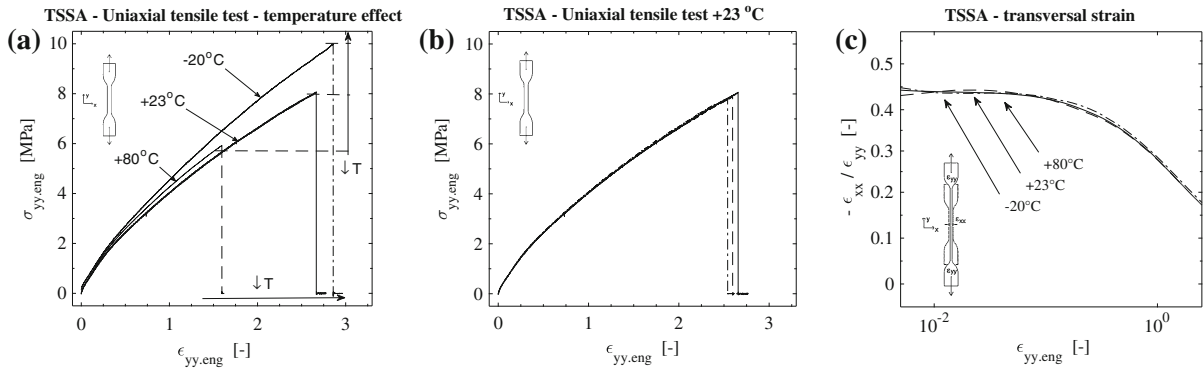 TSSA - Uniaxial tensile test - temperature effect
(a)
10
8
6
4
2
0
σyy.eng [MPa]
-20°C
+23°C
+80°C
↓T
↓T
y
x
0 1 2 3
ϵyy.eng [-]
TSSA - Uniaxial tensile test +23 °C
(b)
10
8
6
4
2
0
σyy.eng [MPa]
y
x
0 1 2 3
ϵyy.eng [-]
TSSA - transversal strain
(c)
0.5
0.4
0.35
0.2
0.1
0
- ϵxx / ϵyy [-]
+80°C
+23°C
-20°C
εyy
εxx
εyy
y
x
10⁻² 10⁰
ϵyy.eng [-]